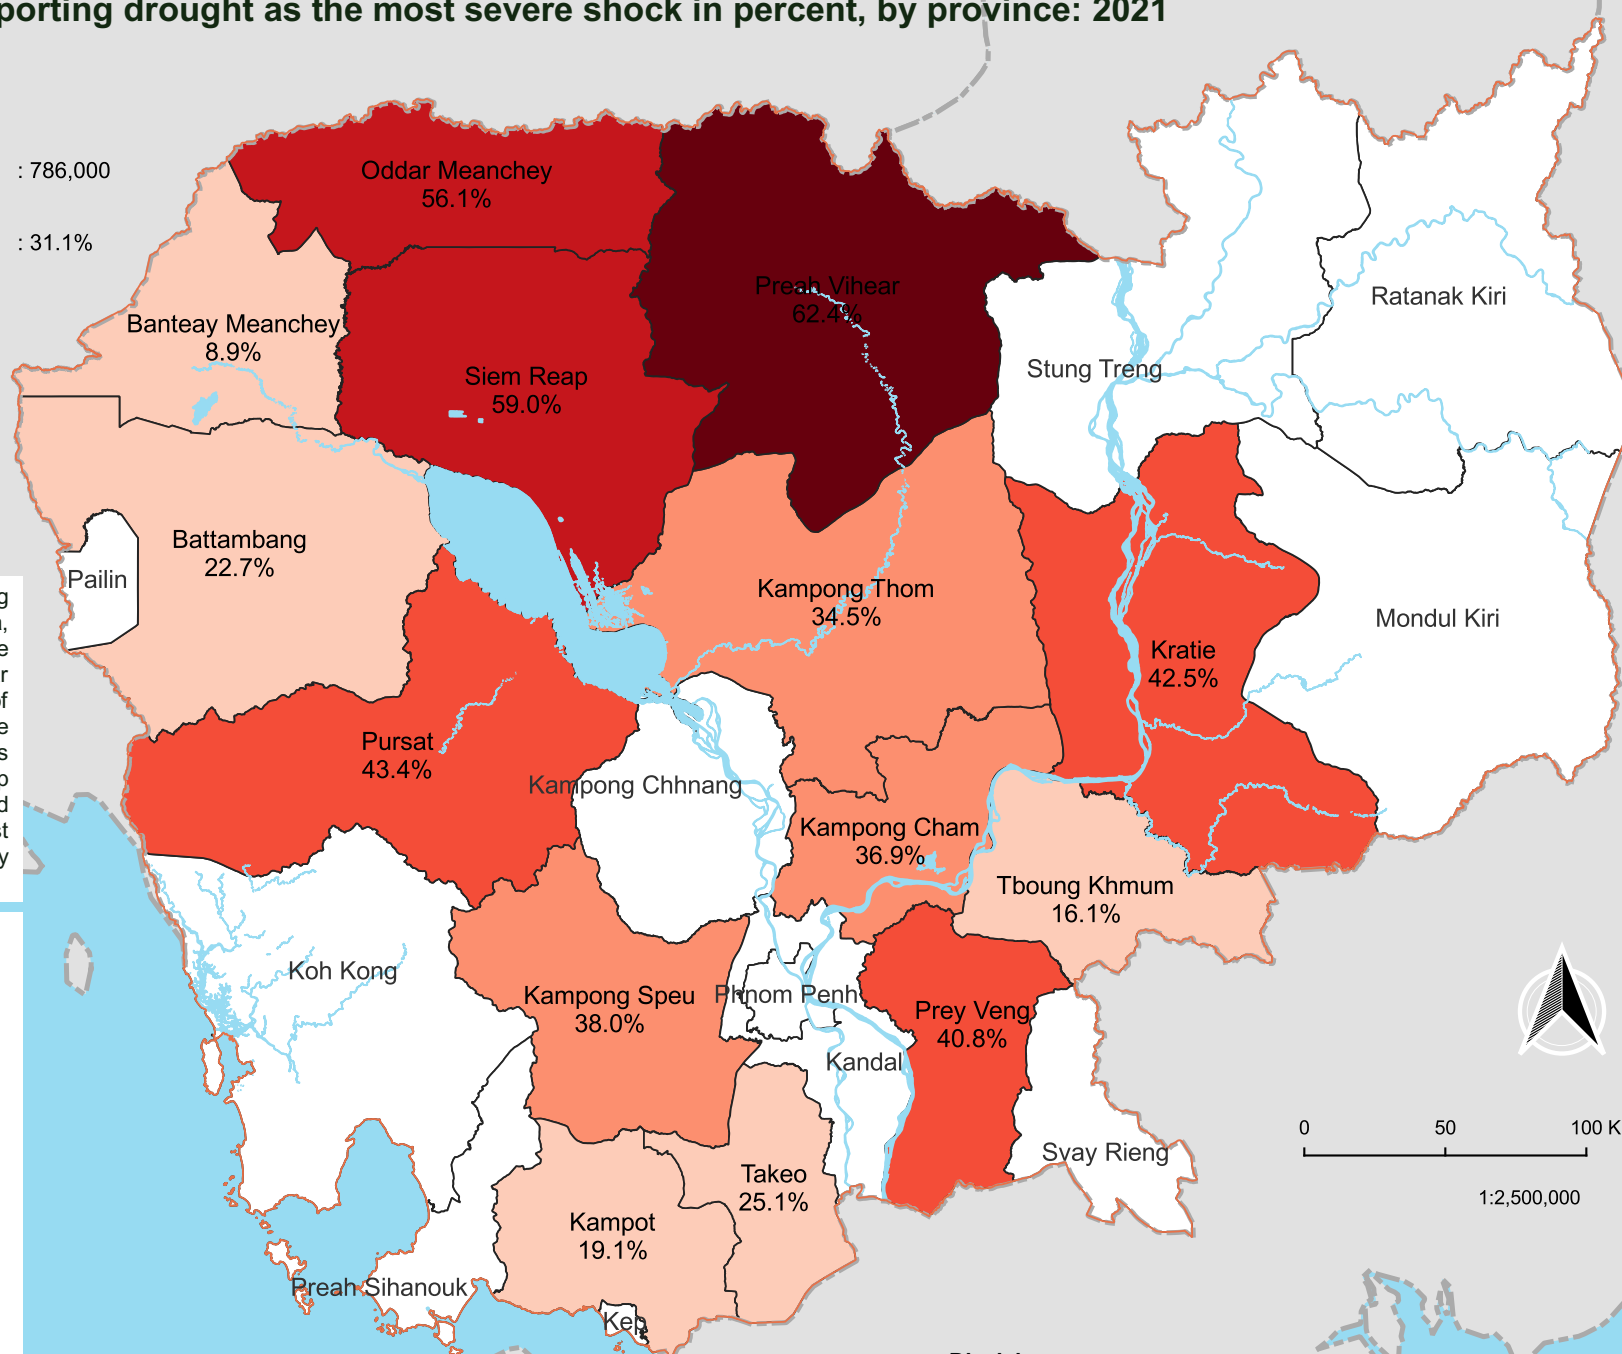 porting drought as the most severe shock in percent, by province: 2021
: 786,000
: 31.1%
Oddar Meanchey
56.1%
Preah Vihear
62.4%
Banteay Meanchey
8.9%
Siem Reap
59.0%
Stung Treng
Ratanak Kiri
Battambang
22.7%
Pailin
Kampong Thom
34.5%
Mondul Kiri
Kratie
42.5%
Pursat
43.4%
Kampong Chhnang
Kampong Cham
36.9%
Tboung Khmum
16.1%
Koh Kong
Kampong Speu
38.0%
Phnom Penh
Prey Veng
40.8%
Kandal
Svay Rieng
Takeo
25.1%
Kampot
19.1%
Preah Sihanouk
Kep
0 50 100 K
1:2,500,000